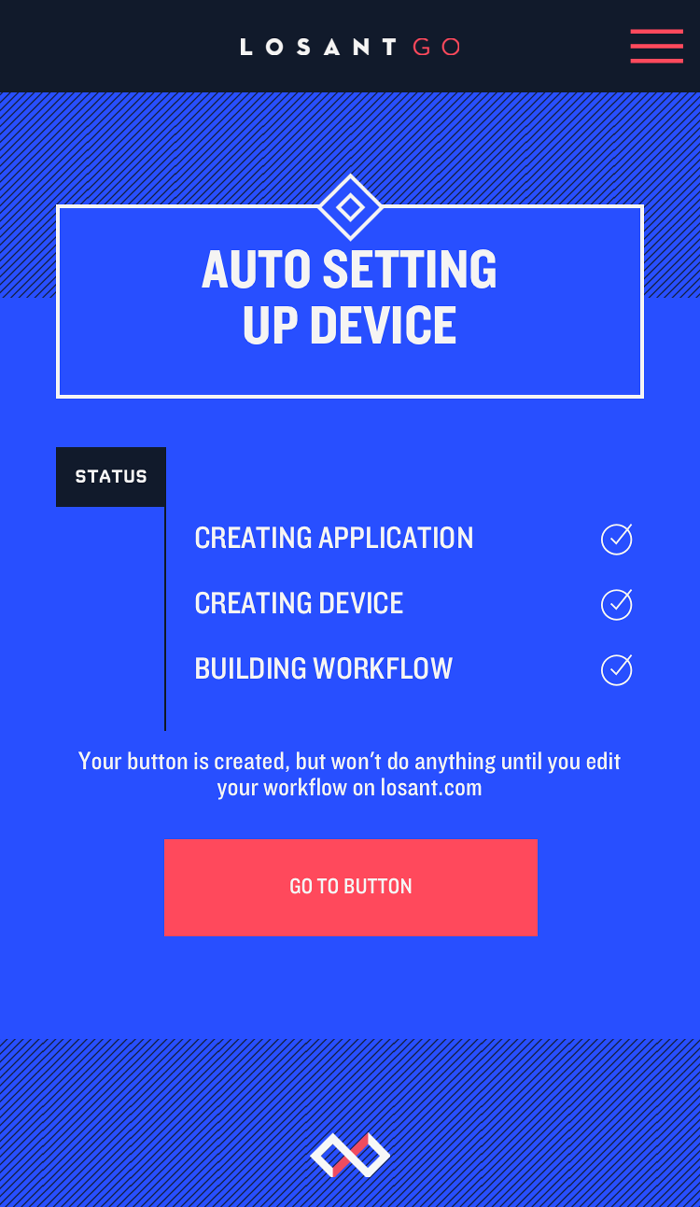 LOSANT GO
AUTO SETTING
UP DEVICE
STATUS
CREATING APPLICATION
CREATING DEVICE
BUILDING WORKFLOW
Your button is created, but won't do anything until you edit
your workflow on losant.com
GO TO BUTTON